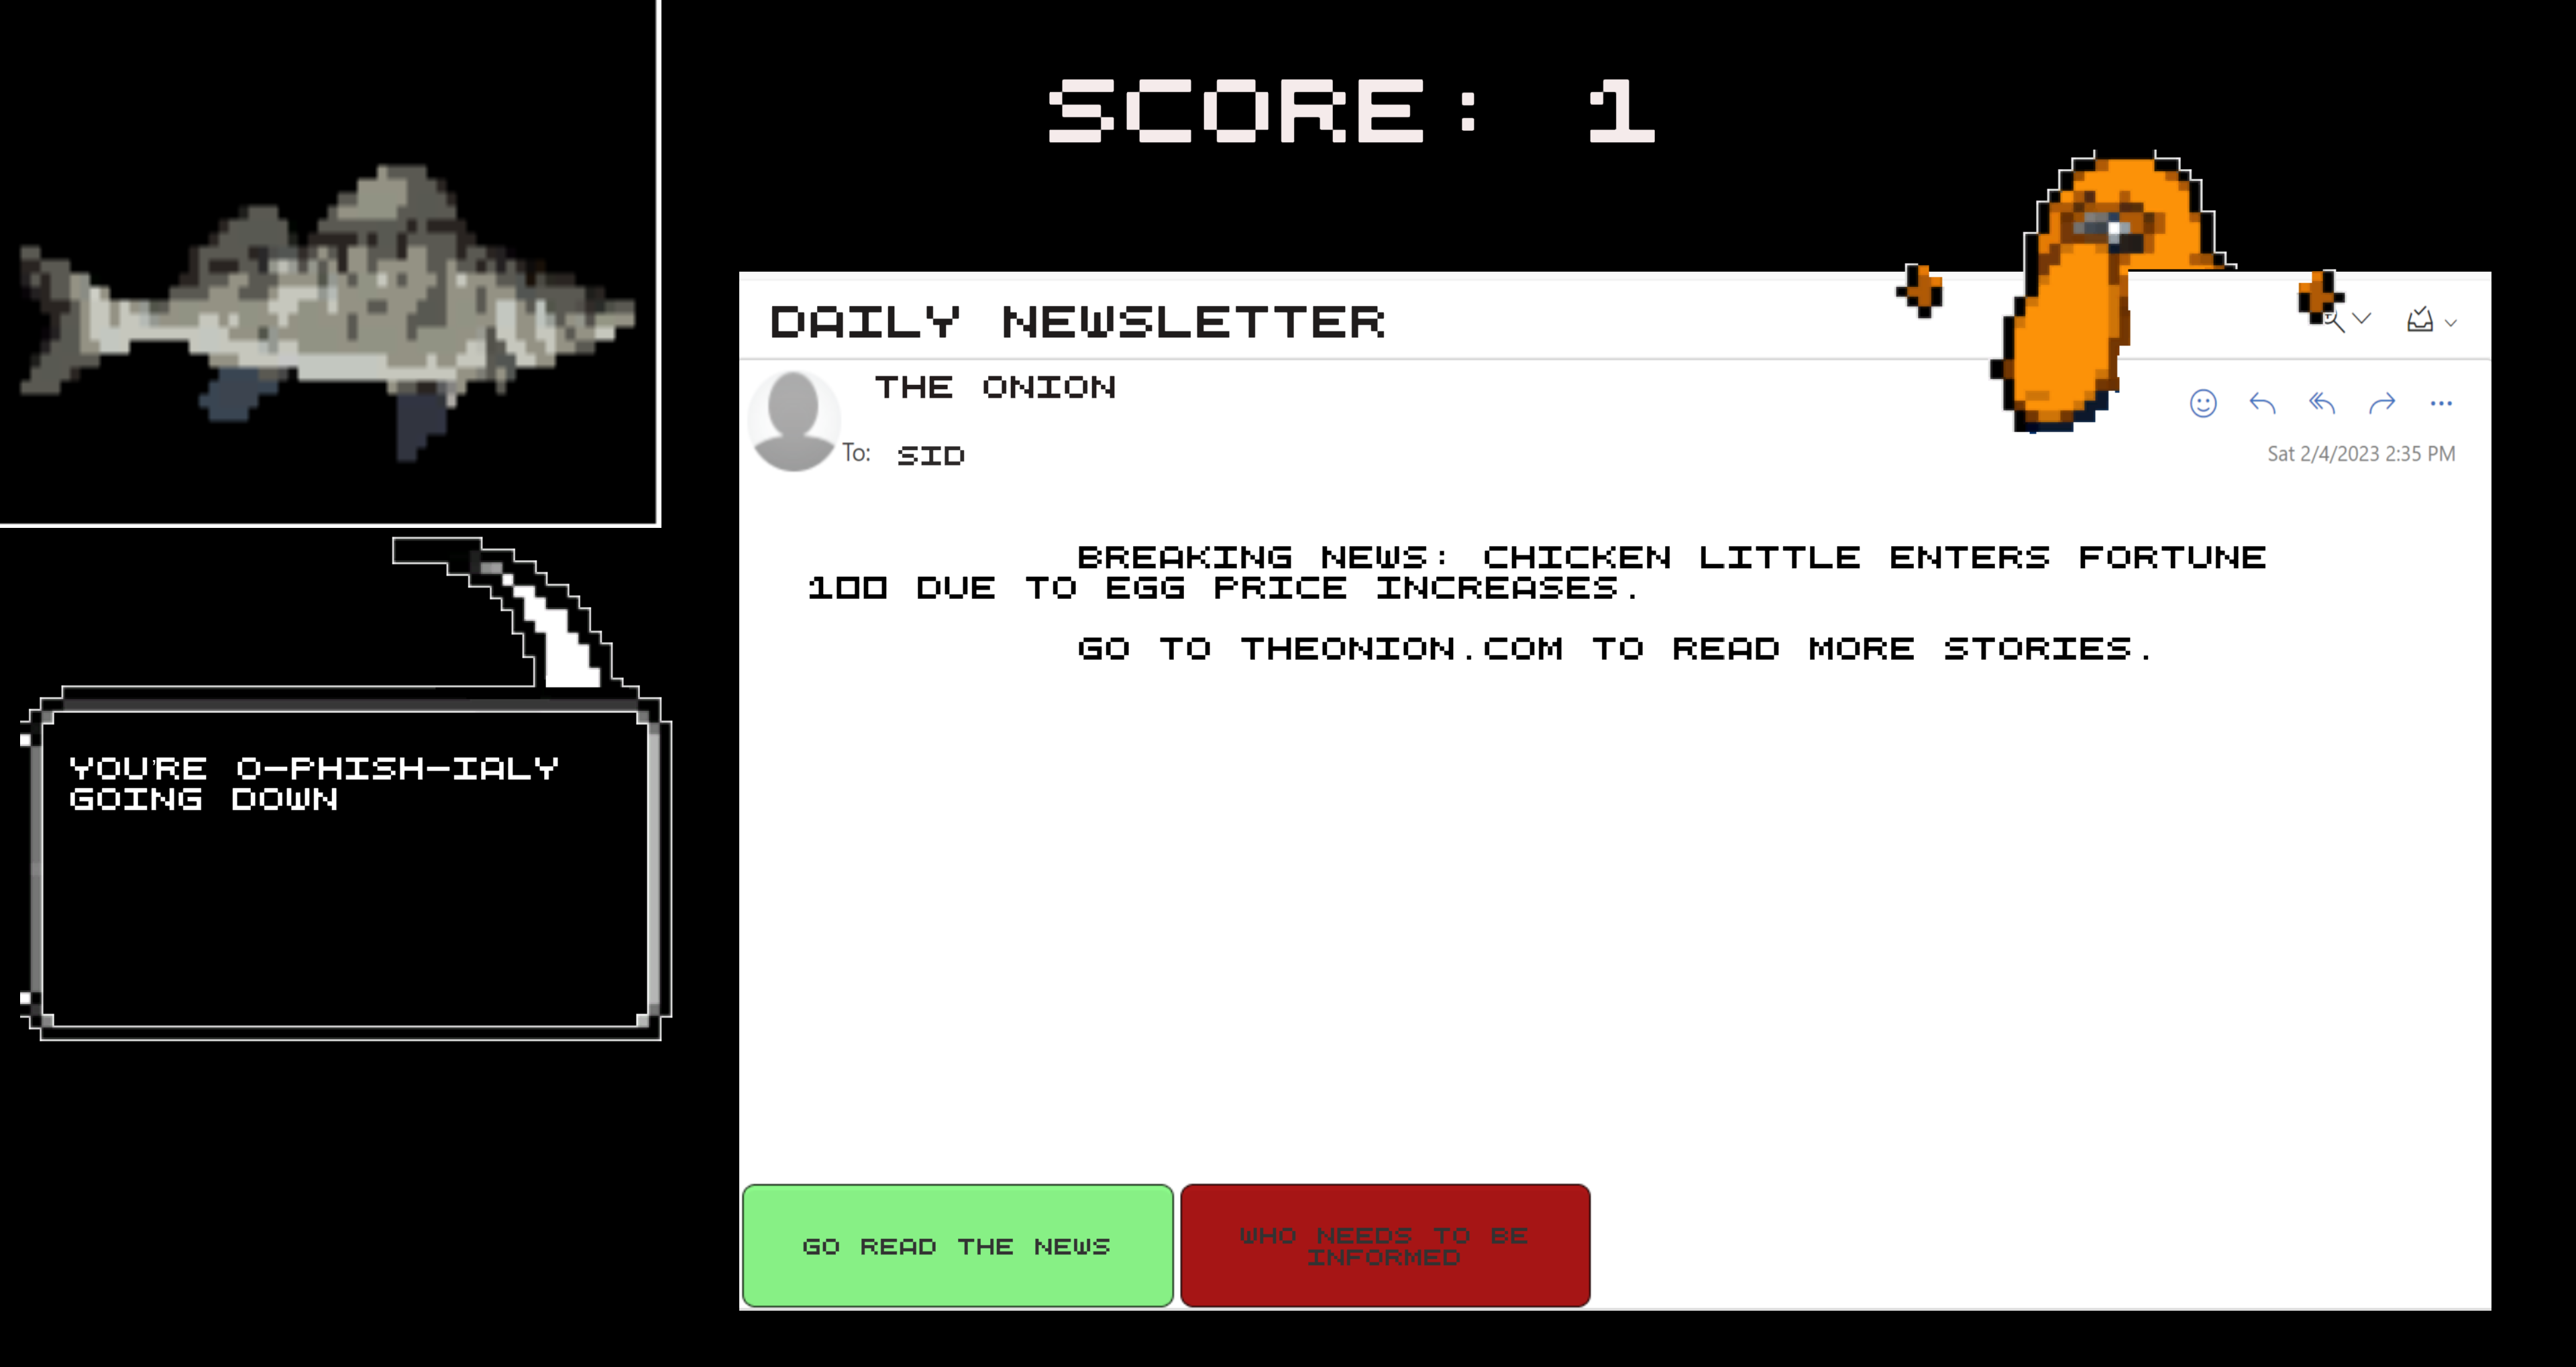 SCORE: 1
DAILY NEWSLETTER
THE ONION
To: SID
Sat 2/4/2023 2:35 PM
BREAKING NEWS: CHICKEN LITTLE ENTERS FORTUNE
100 DUE TO EGG PRICE INCREASES.
GO TO THEONION.COM TO READ MORE STORIES.
YOU'RE O-PHISH-IALY
GOING DOWN
GO READ THE NEWS
WHO NEEDS TO BE
INFORMED